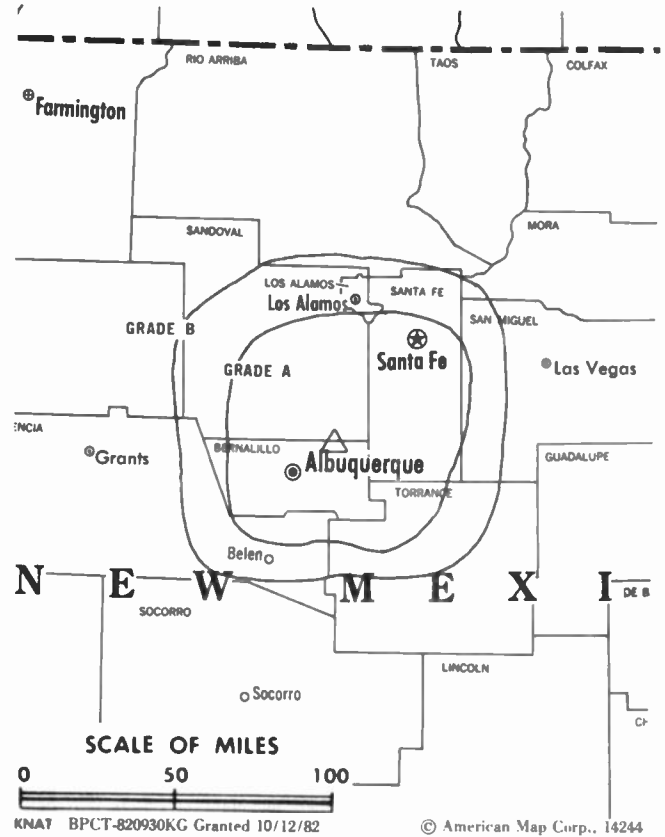 RIO ARRIBA
TAOS
COLFAX
Farmington
SANDOVAL
MORA
LOS ALAMOS
Los Alamos
SANTA FE
GRADE B
SAN MIGUEL
Santa Fe
GRADE A
Las Vegas
ENCIA
BERNALILLO
GUADALUPE
Grants
Albuquerque
TORRANCE
Belen
N E W M E X I
DE B
SOCORRO
LINCOLN
Socorro
CH
SCALE OF MILES
0 50 100
KNAT BPCT-820930KG Granted 10/12/82
© American Map Corp., 14244